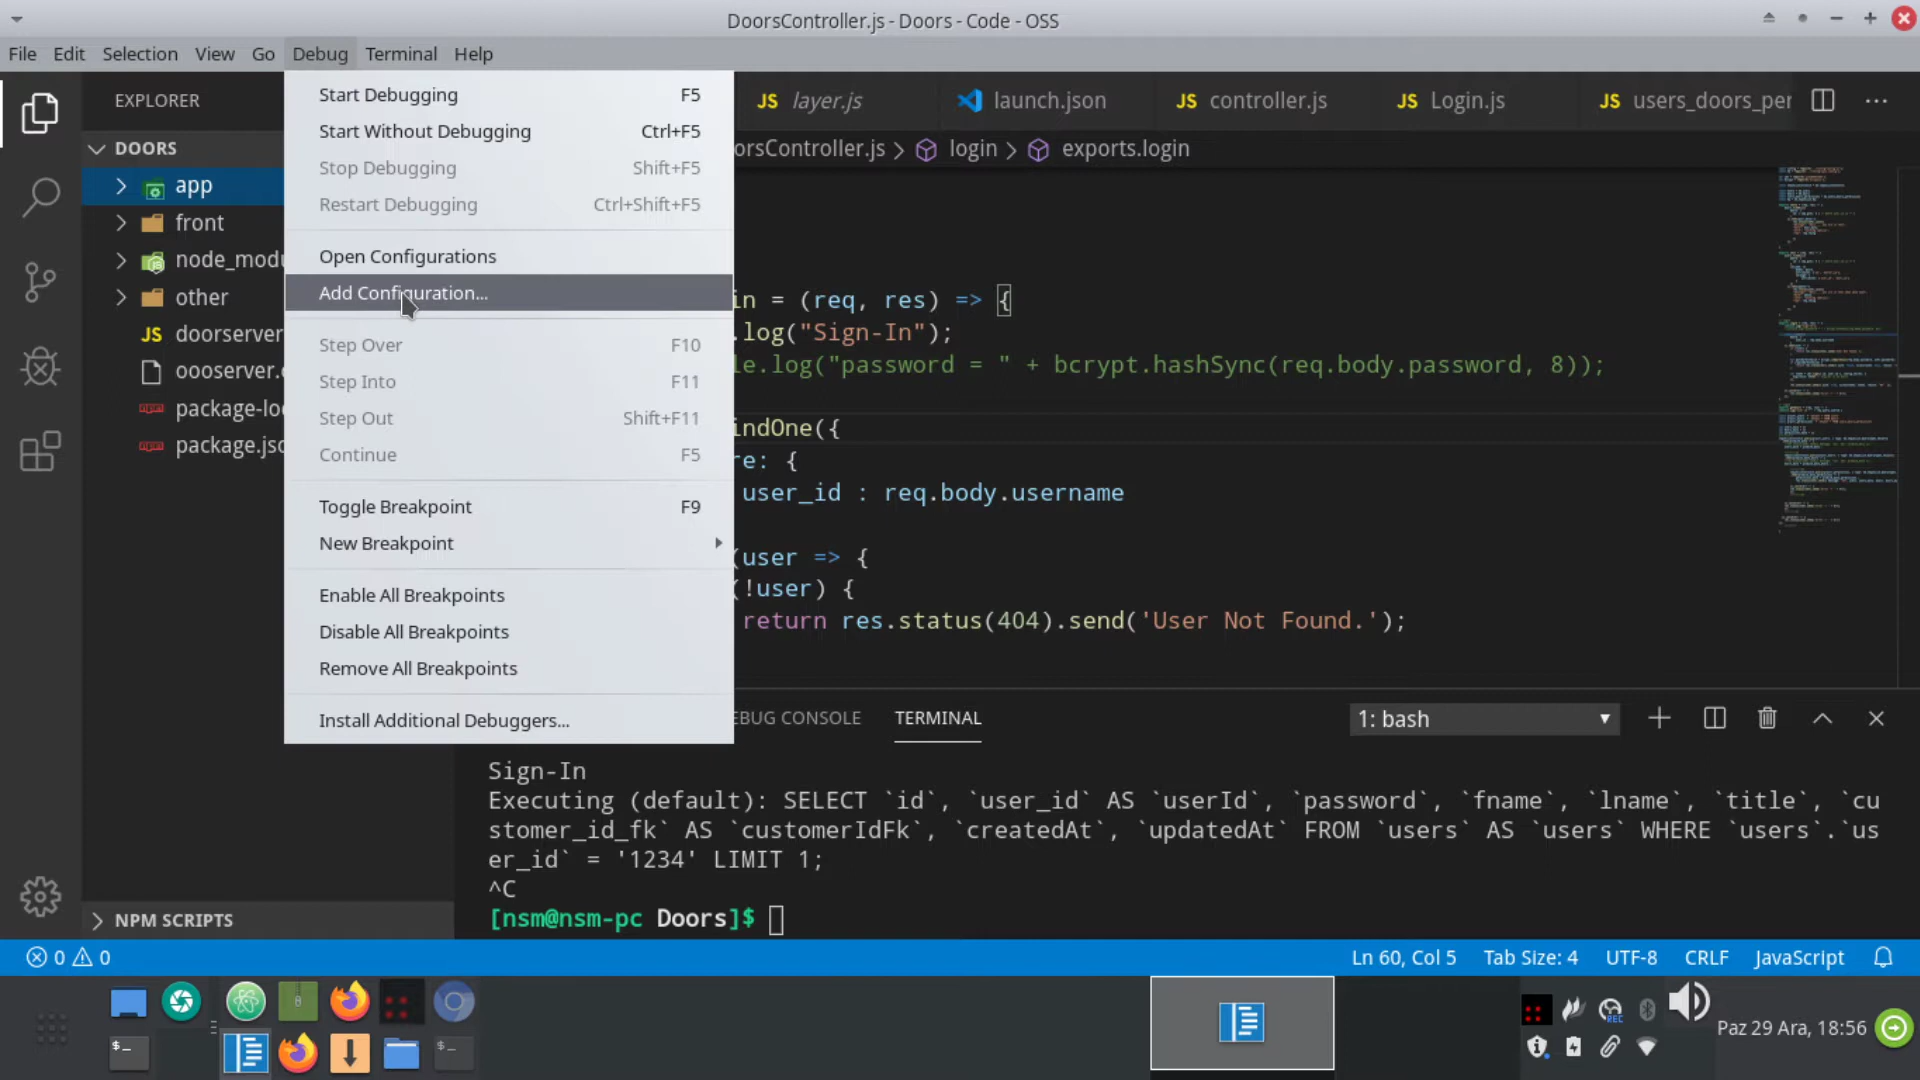 DoorsController.js - Doors - Code - OSS
File Edit Selection View Go Debug Terminal Help
EXPLORER
DOORS
app
front
node_modu
other
doorserver
oooserver.
package-lo
package.jso
NPM SCRIPTS
Start Debugging F5
Start Without Debugging Ctrl+F5
Stop Debugging Shift+F5
Restart Debugging Ctrl+Shift+F5
Open Configurations
Add Configuration...
Step Over F10
Step Into F11
Step Out Shift+F11
Continue F5
Toggle Breakpoint F9
New Breakpoint
Enable All Breakpoints
Disable All Breakpoints
Remove All Breakpoints
Install Additional Debuggers...
JS layer.js launch.json JS controller.js JS Login.js JS users_doors_per
orsController.js > login > exports.login
in = (req, res) => {
.log("Sign-In");
le.log("password = " + bcrypt.hashSync(req.body.password, 8));
indOne({
re: {
user_id : req.body.username
(user => {
(!user) {
return res.status(404).send('User Not Found.');
EBUG CONSOLE TERMINAL 1: bash
Sign-In
Executing (default): SELECT `id`, `user_id` AS `userId`, `password`, `fname`, `lname`, `title`, `cu
stomer_id_fk` AS `customerIdFk`, `createdAt`, `updatedAt` FROM `users` AS `users` WHERE `users`.`us
er_id` = '1234' LIMIT 1;
^C
[nsm@nsm-pc Doors]$
0 0 Ln 60, Col 5 Tab Size: 4 UTF-8 CRLF JavaScript
REC
Paz 29 Ara, 18:56